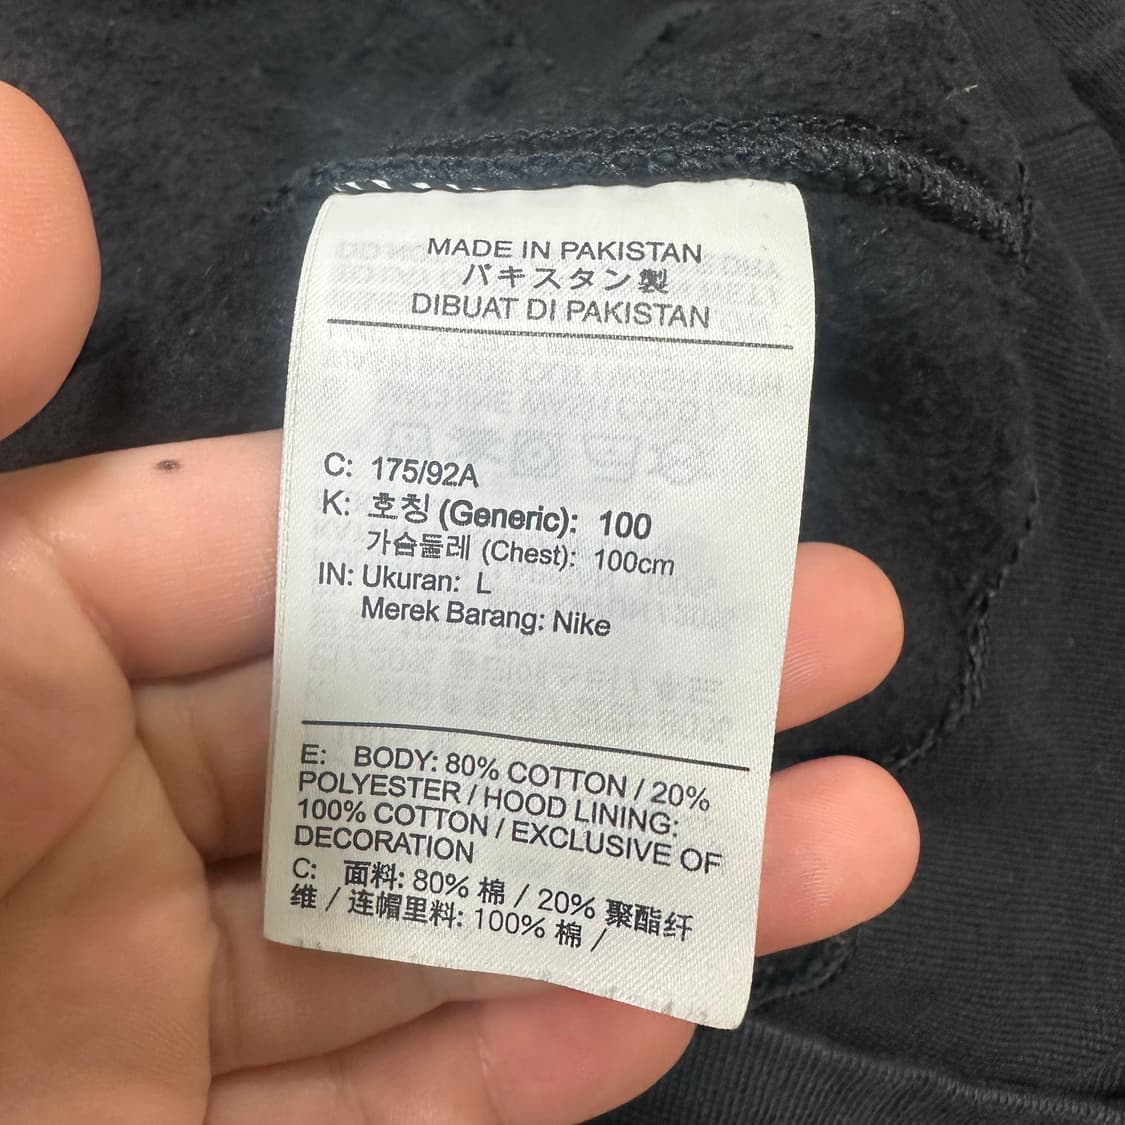 MADE IN PAKISTAN
パキスタン製
DIBUAT DI PAKISTAN
C: 175/92A
K: 호칭 (Generic): 100
가슴둘레 (Chest): 100cm
IN: Ukuran: L
Merek Barang: Nike
E: BODY: 80% COTTON / 20%
POLYESTER / HOOD LINING:
100% COTTON / EXCLUSIVE OF
DECORATION
C: 面料: 80% 棉 / 20% 聚酯纤
维 / 连帽里料: 100% 棉 /